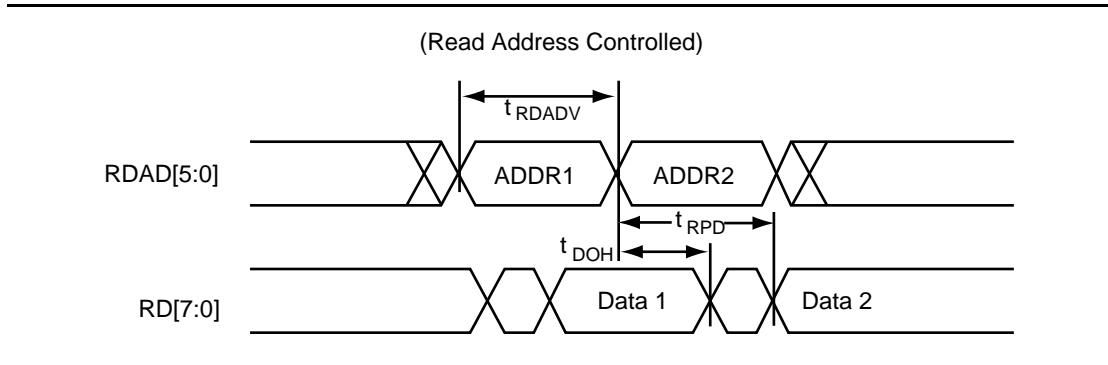 (Read Address Controlled)
t RDADV
RDAD[5:0]
ADDR1
ADDR2
t RPD
t DOH
RD[7:0]
Data 1
Data 2